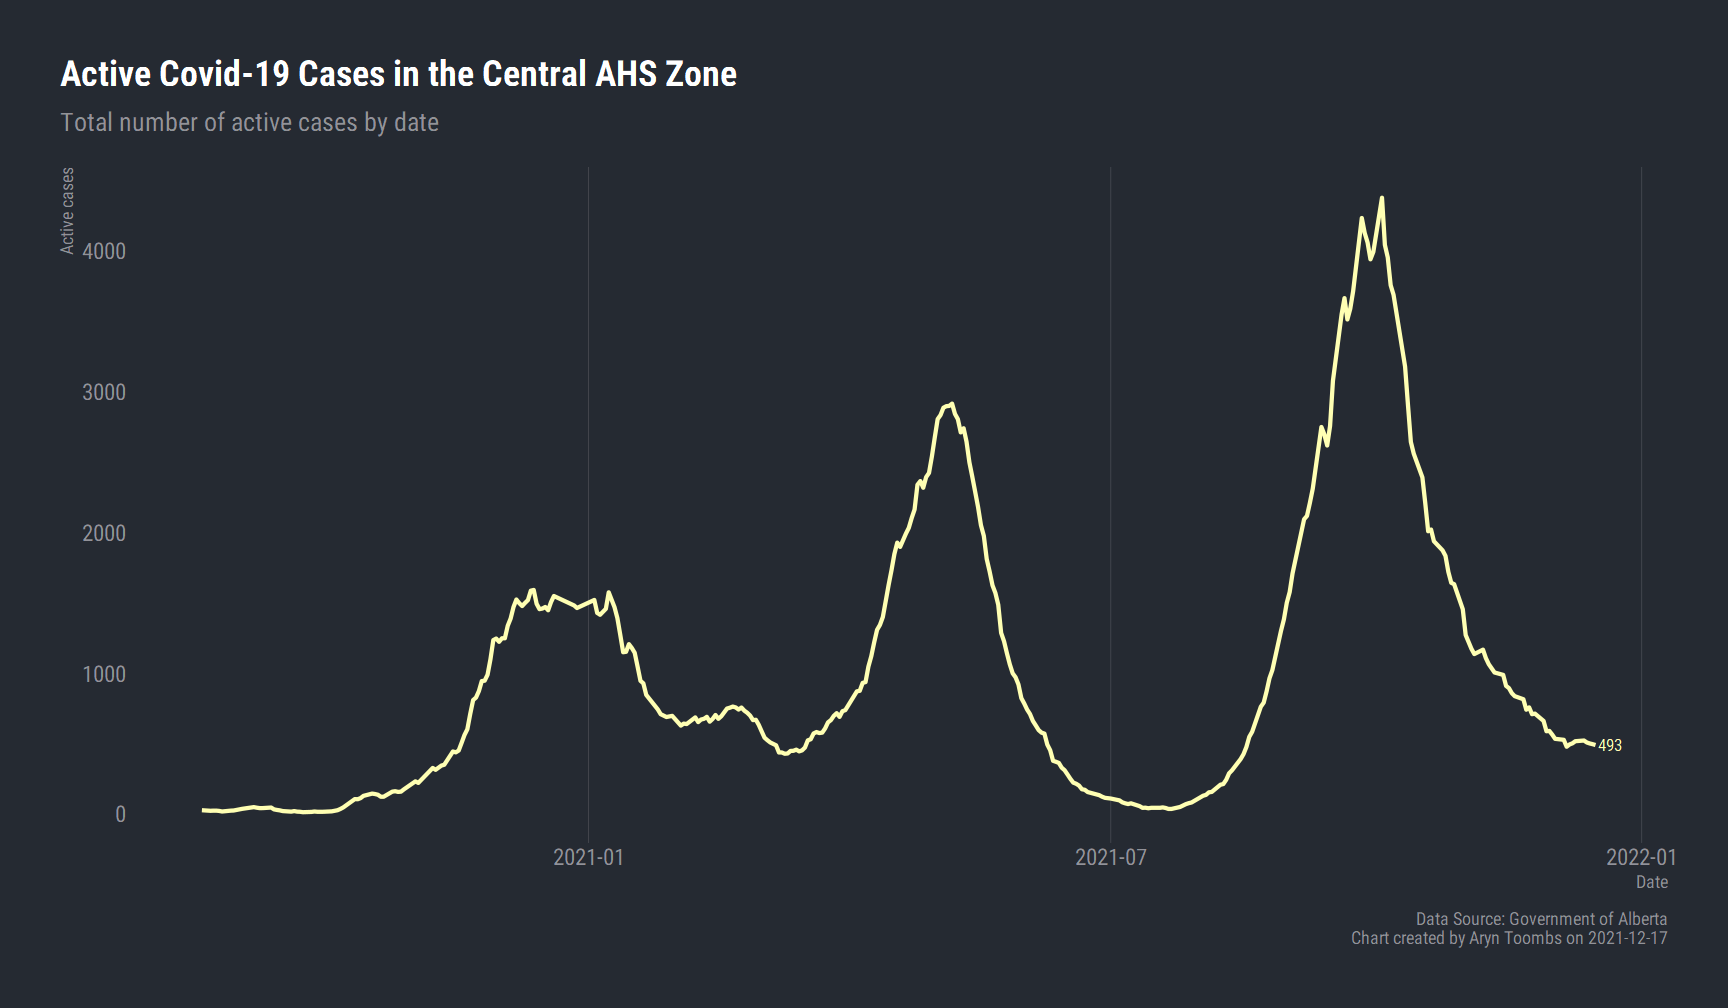 Active Covid-19 Cases in the Central AHS Zone
Total number of active cases by date
Active cases
4000
3000
2000
1000
0
493
2021-01
2021-07
2022-01
Date
Data Source: Government of Alberta
Chart created by Aryn Toombs on 2021-12-17